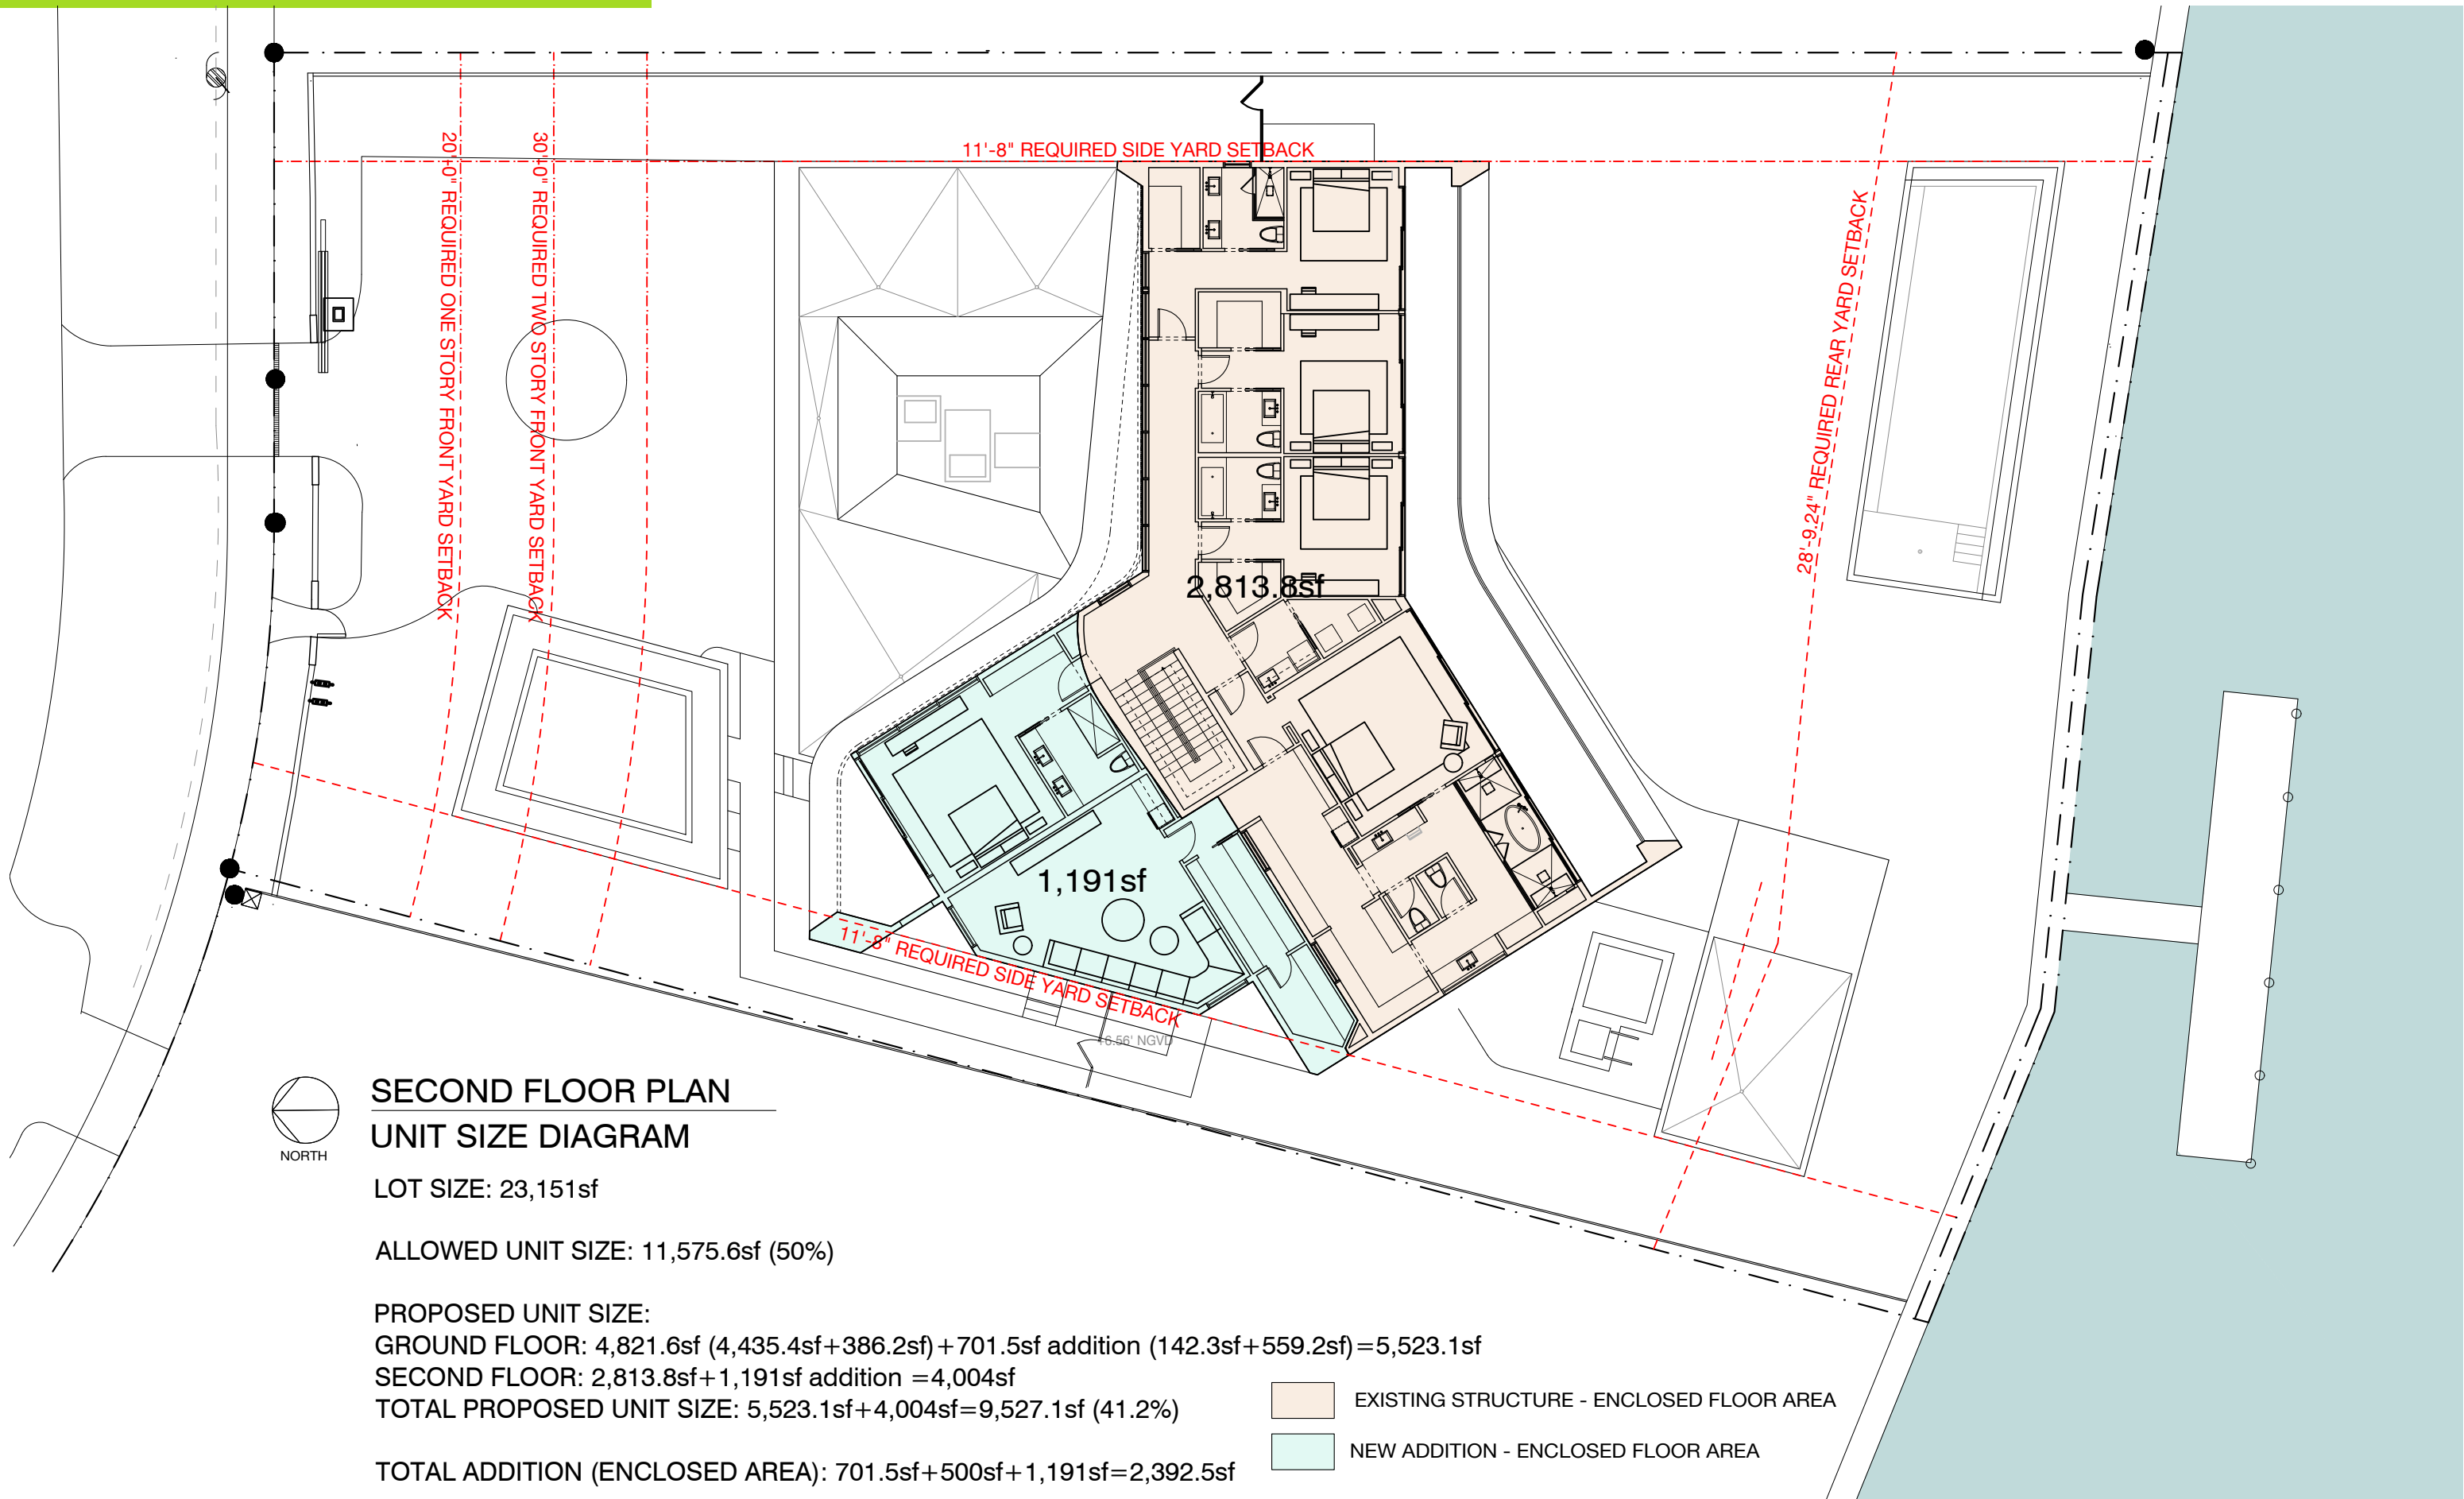 11'-8" REQUIRED SIDE YARD SETBACK
20'-0" REQUIRED ONE STORY FRONT YARD SETBACK
30'-0" REQUIRED TWO STORY FRONT YARD SETBACK
28'-9.24" REQUIRED REAR YARD SETBACK
2,813.8sf
1,191sf
11'-8" REQUIRED SIDE YARD SETBACK
6.56' NGVD
NORTH
SECOND FLOOR PLAN
UNIT SIZE DIAGRAM
LOT SIZE: 23,151sf
ALLOWED UNIT SIZE: 11,575.6sf (50%)
PROPOSED UNIT SIZE:
GROUND FLOOR: 4,821.6sf (4,435.4sf+386.2sf)+701.5sf addition (142.3sf+559.2sf)=5,523.1sf
SECOND FLOOR: 2,813.8sf+1,191sf addition =4,004sf
TOTAL PROPOSED UNIT SIZE: 5,523.1sf+4,004sf=9,527.1sf (41.2%)
TOTAL ADDITION (ENCLOSED AREA): 701.5sf+500sf+1,191sf=2,392.5sf
EXISTING STRUCTURE - ENCLOSED FLOOR AREA
NEW ADDITION - ENCLOSED FLOOR AREA